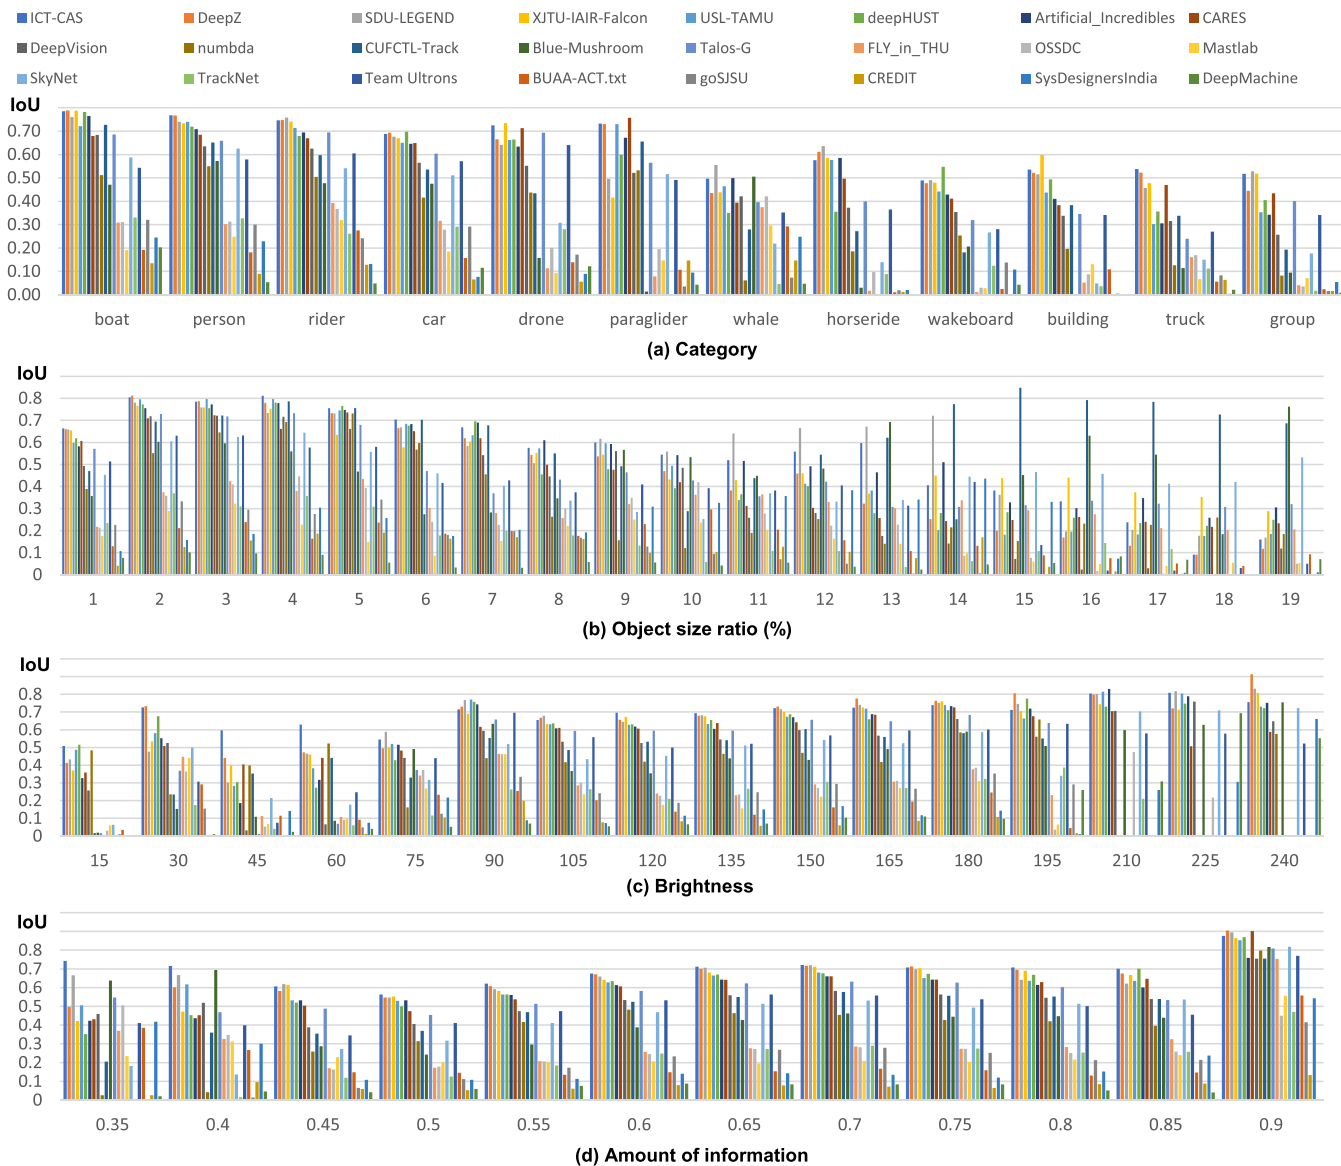 ICT-CAS DeepZ SDU-LEGEND XJTU-IAIR-Falcon USL-TAMU deepHUST Artificial_Incredibles CARES
DeepVision numbda CUFCTL-Track Blue-Mushroom Talos-G FLY_in_THU OSSDC Mastlab
SkyNet TrackNet Team Ultrons BUAA-ACT.txt goSJSU CREDIT SysDesignersIndia DeepMachine
IoU
0.70
0.60
0.50
0.40
0.30
0.20
0.10
0.00
boat person rider car drone paraglider whale horseride wakeboard building truck group
(a) Category
IoU
0.8
0.7
0.6
0.5
0.4
0.3
0.2
0.1
0
1 2 3 4 5 6 7 8 9 10 11 12 13 14 15 16 17 18 19
(b) Object size ratio (%)
IoU
0.8
0.7
0.6
0.5
0.4
0.3
0.2
0.1
0
15 30 45 60 75 90 105 120 135 150 165 180 195 210 225 240
(c) Brightness
IoU
0.8
0.7
0.6
0.5
0.4
0.3
0.2
0.1
0
0.35 0.4 0.45 0.5 0.55 0.6 0.65 0.7 0.75 0.8 0.85 0.9
(d) Amount of information